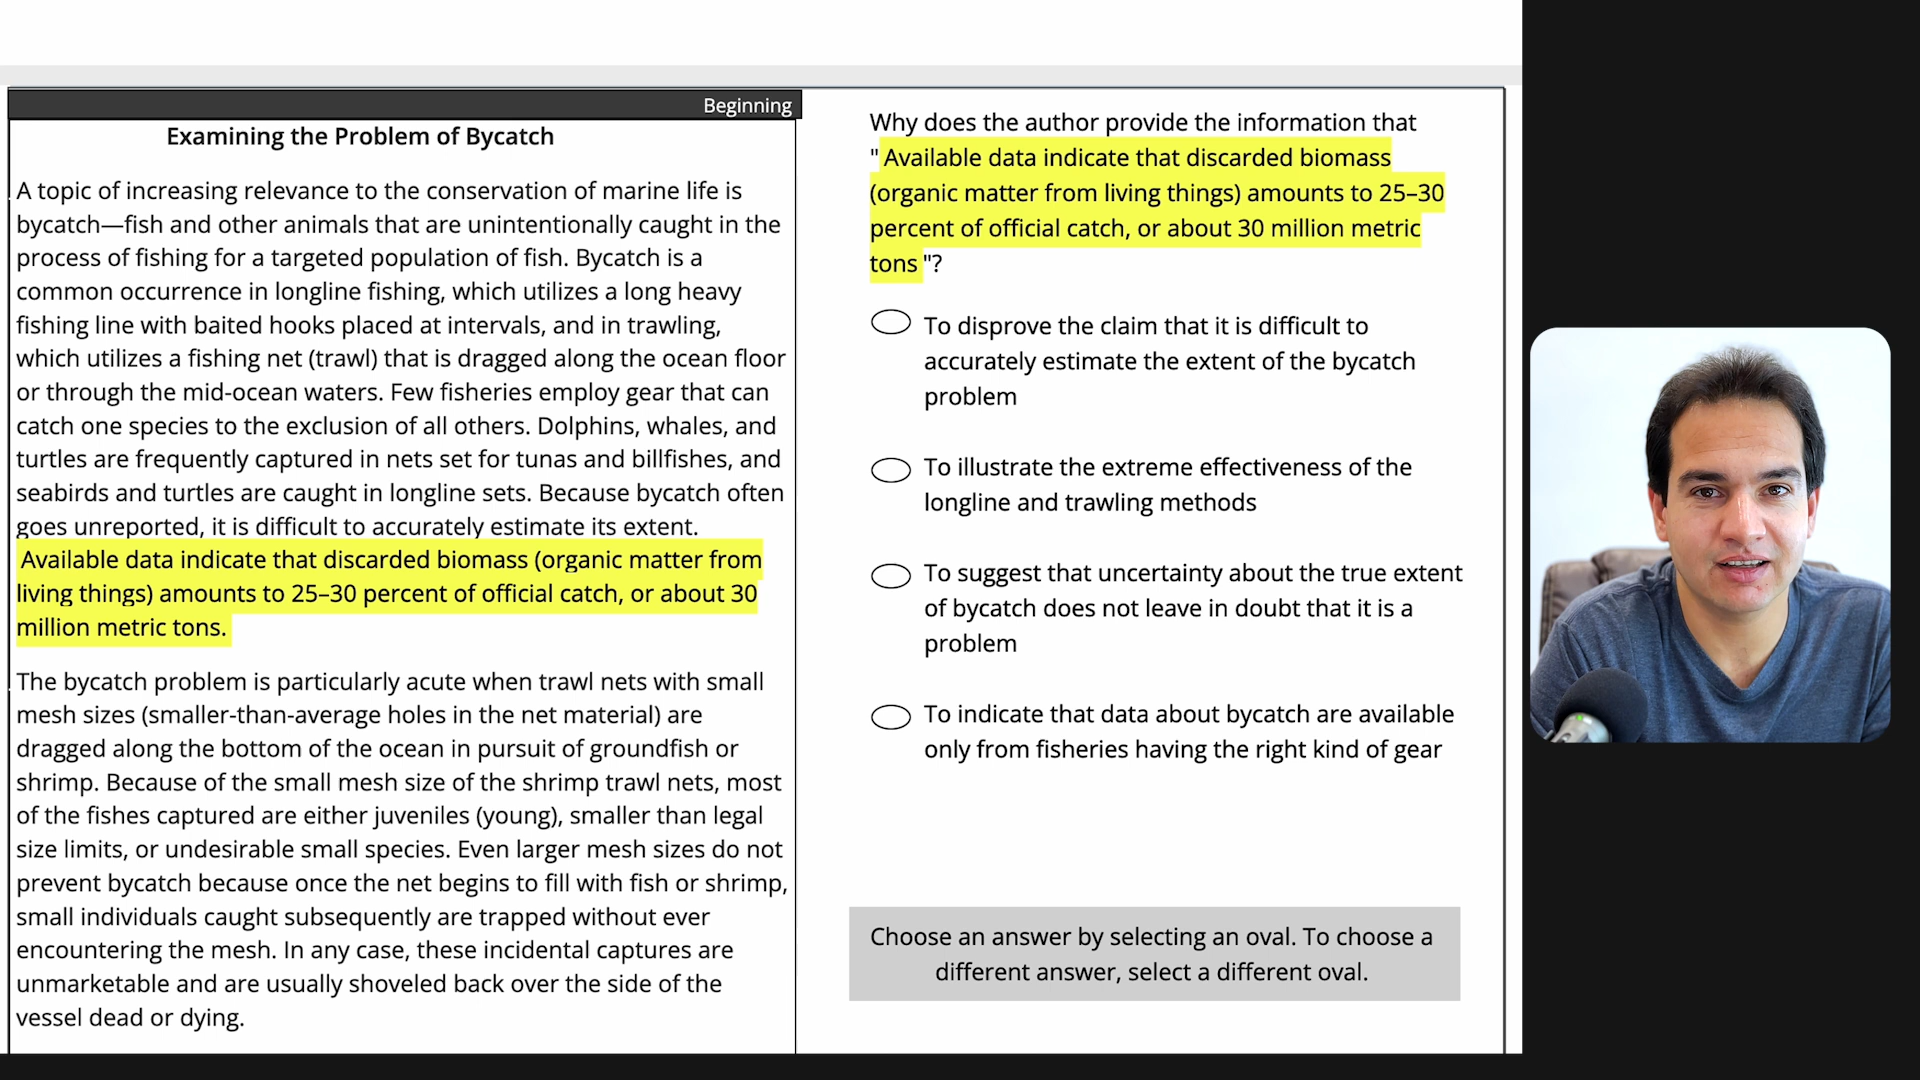 Beginning
Examining the Problem of Bycatch
A topic of increasing relevance to the conservation of marine life is
bycatch—fish and other animals that are unintentionally caught in the
process of fishing for a targeted population of fish. Bycatch is a
common occurrence in longline fishing, which utilizes a long heavy
fishing line with baited hooks placed at intervals, and in trawling,
which utilizes a fishing net (trawl) that is dragged along the ocean floor
or through the mid-ocean waters. Few fisheries employ gear that can
catch one species to the exclusion of all others. Dolphins, whales, and
turtles are frequently captured in nets set for tunas and billfishes, and
seabirds and turtles are caught in longline sets. Because bycatch often
goes unreported, it is difficult to accurately estimate its extent.
Available data indicate that discarded biomass (organic matter from
living things) amounts to 25–30 percent of official catch, or about 30
million metric tons.
The bycatch problem is particularly acute when trawl nets with small
mesh sizes (smaller-than-average holes in the net material) are
dragged along the bottom of the ocean in pursuit of groundfish or
shrimp. Because of the small mesh size of the shrimp trawl nets, most
of the fishes captured are either juveniles (young), smaller than legal
size limits, or undesirable small species. Even larger mesh sizes do not
prevent bycatch because once the net begins to fill with fish or shrimp,
small individuals caught subsequently are trapped without ever
encountering the mesh. In any case, these incidental captures are
unmarketable and are usually shoveled back over the side of the
vessel dead or dying.
Why does the author provide the information that
" Available data indicate that discarded biomass
(organic matter from living things) amounts to 25–30
percent of official catch, or about 30 million metric
tons "?
To disprove the claim that it is difficult to
accurately estimate the extent of the bycatch
problem
To illustrate the extreme effectiveness of the
longline and trawling methods
To suggest that uncertainty about the true extent
of bycatch does not leave in doubt that it is a
problem
To indicate that data about bycatch are available
only from fisheries having the right kind of gear
Choose an answer by selecting an oval. To choose a
different answer, select a different oval.